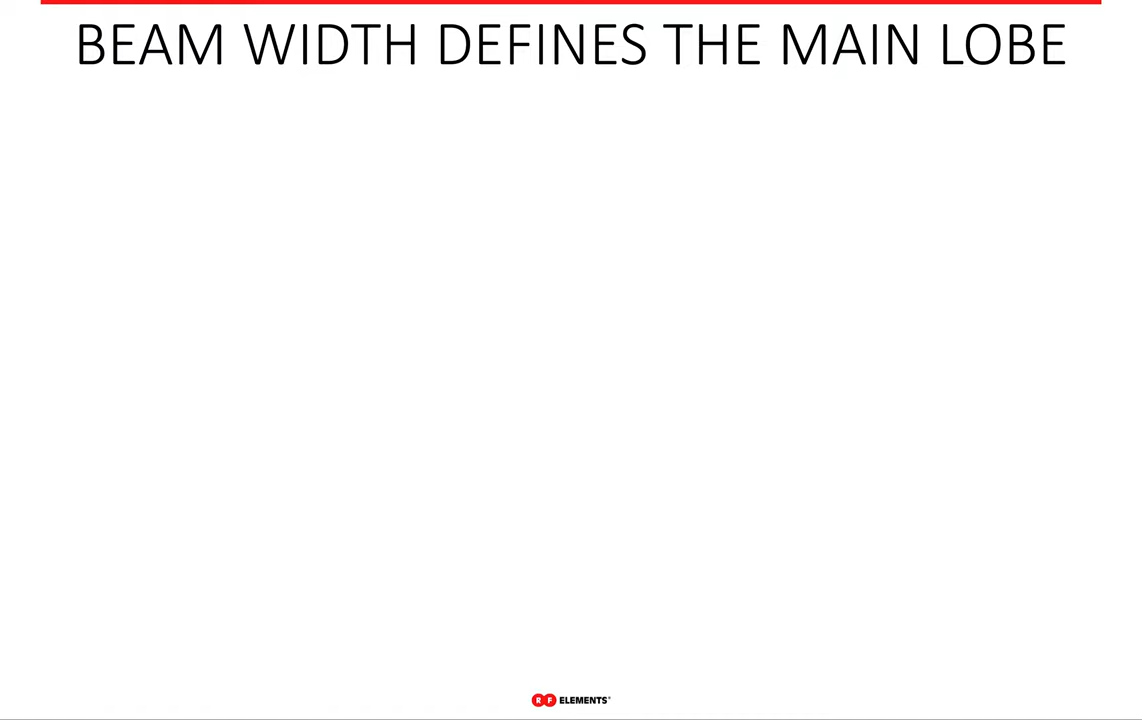 BEAM WIDTH DEFINES THE MAIN LOBE
RF ELEMENTS®